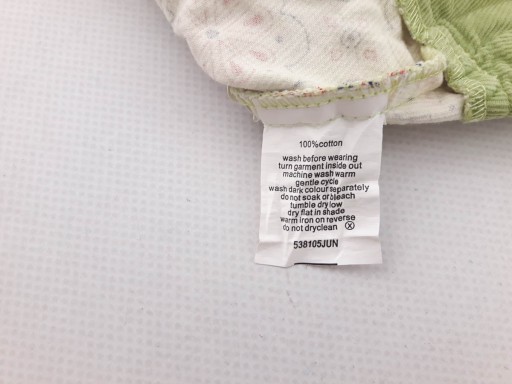 100%cotton
wash before wearing
turn garment inside out
machine wash warm
gentle cycle
wash dark colour separately
do not soak or bleach
tumble dry low
dry flat in shade
warm iron on reverse
do not dryclean Ⓧ
538105JUN